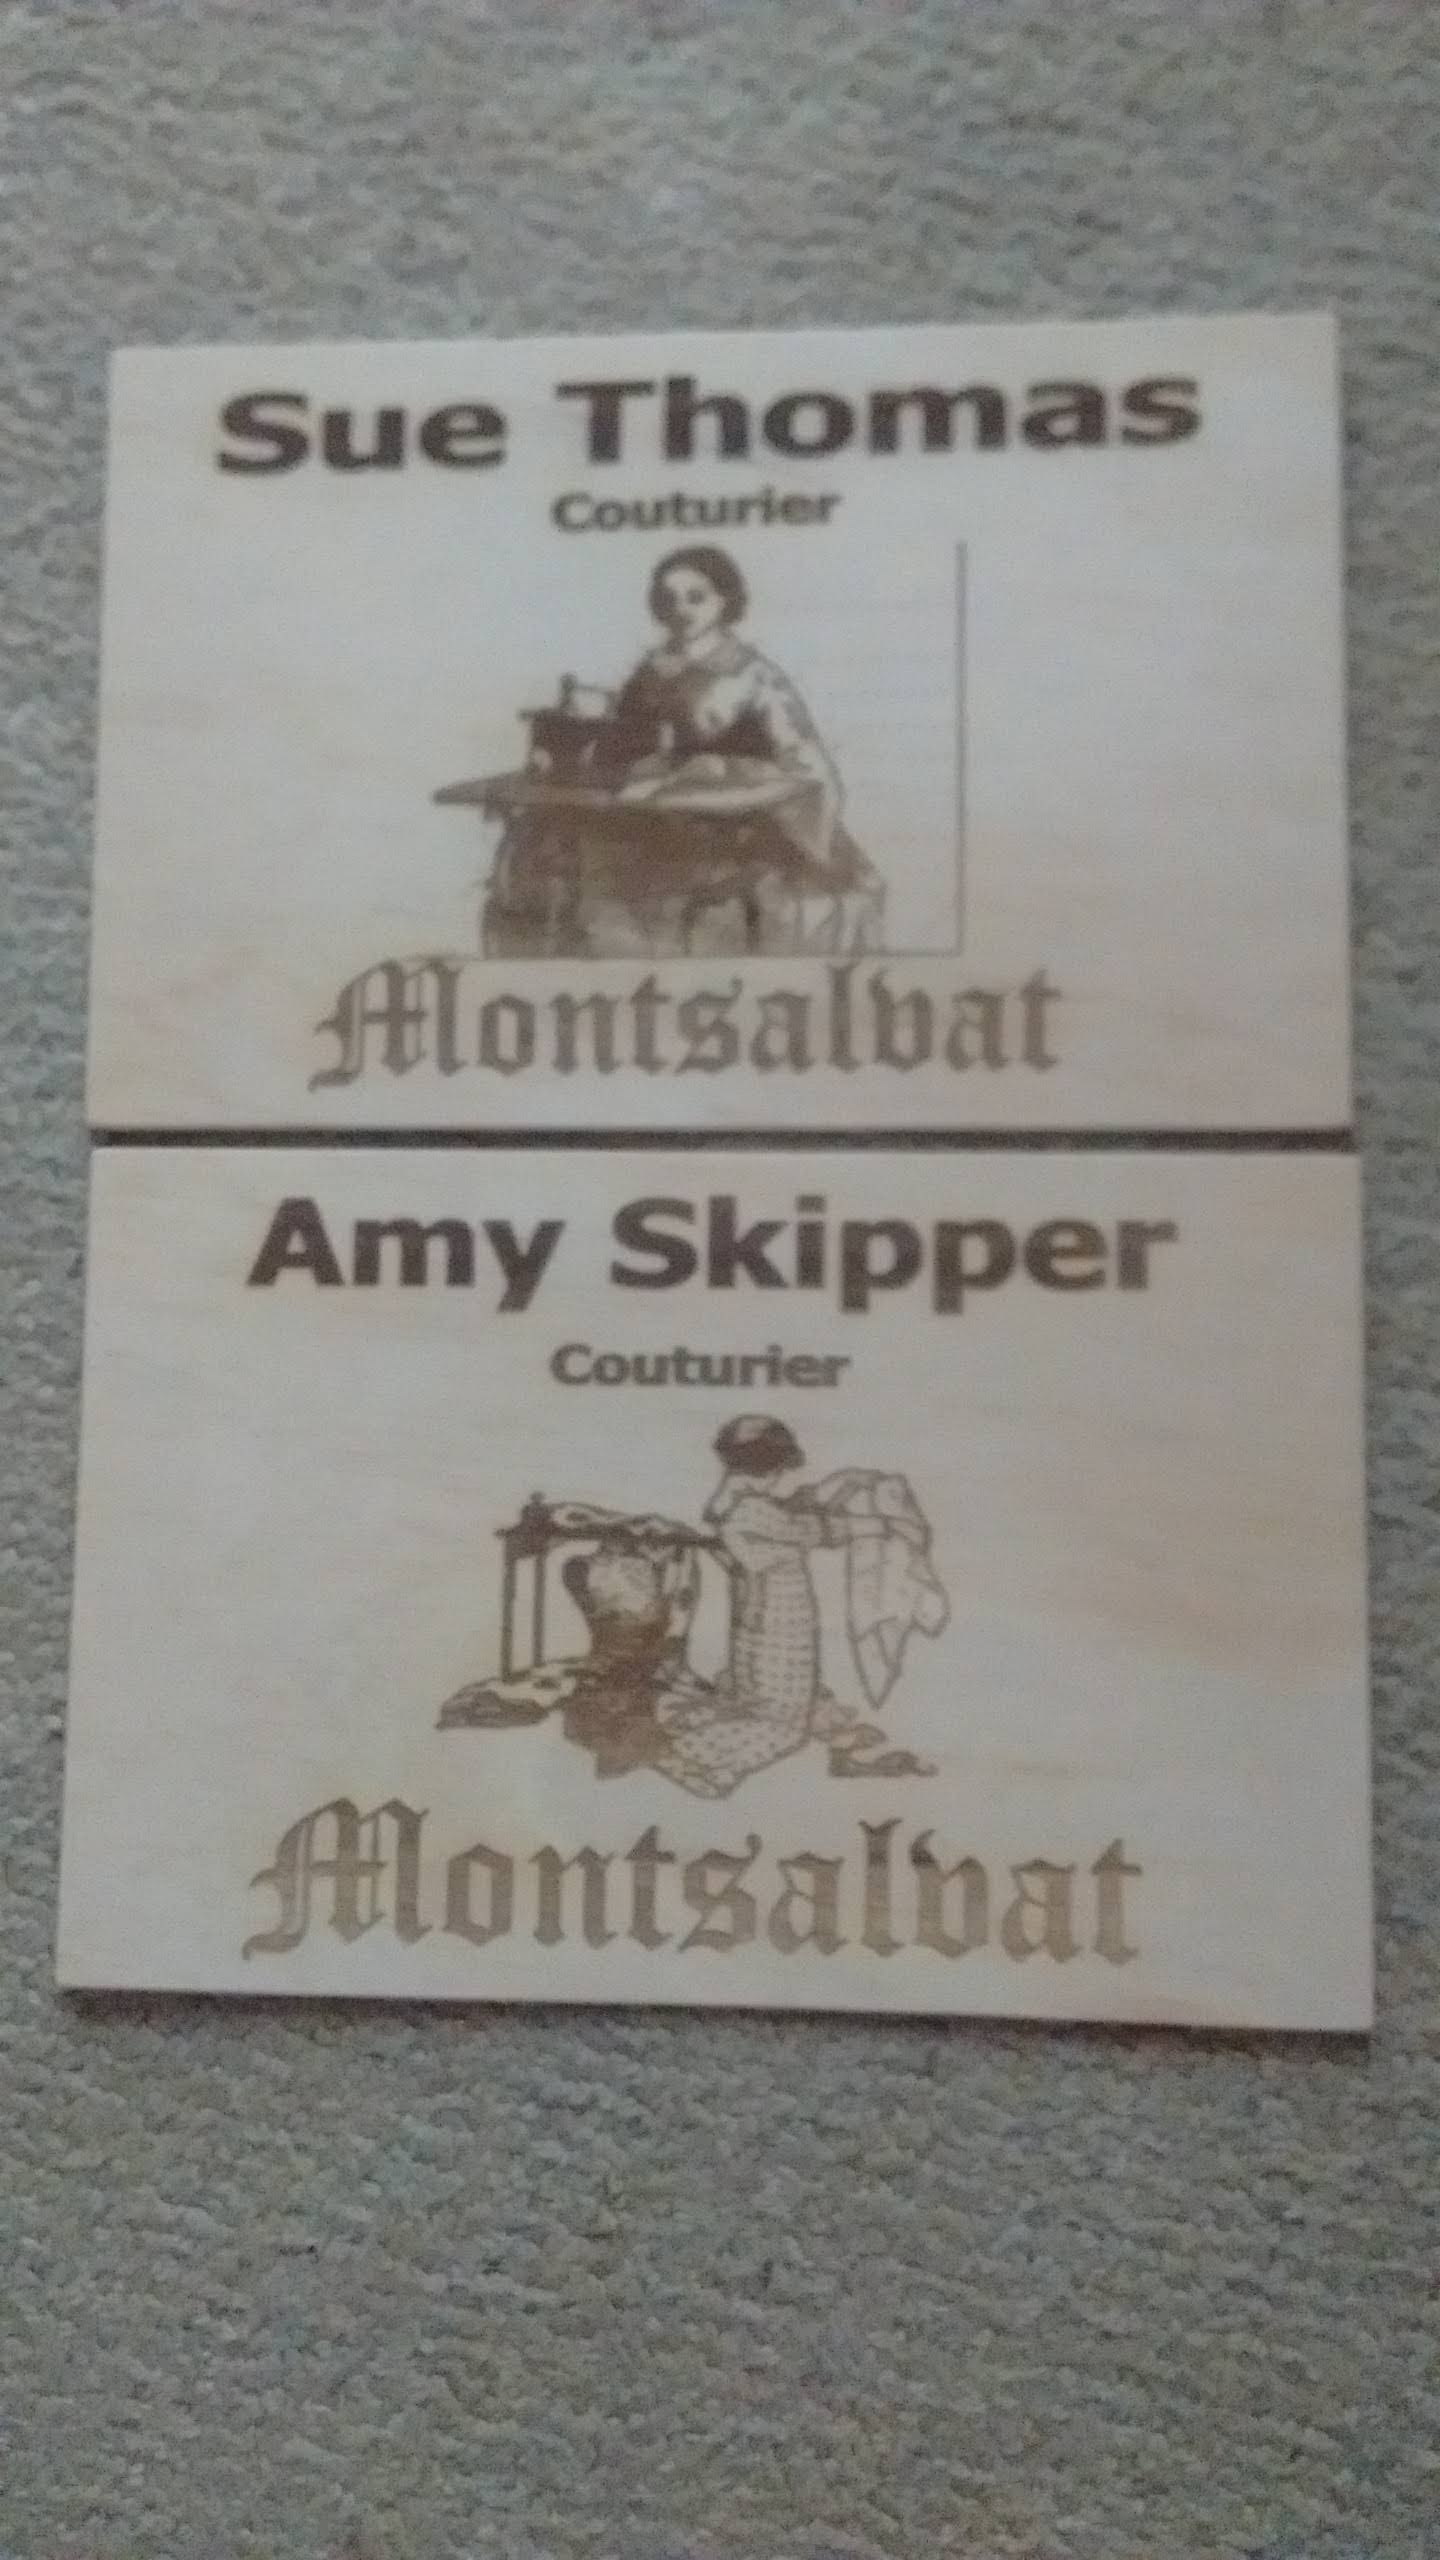 Sue Thomas
Couturier
Montsalvat
Amy Skipper
Couturier
Montsalvat